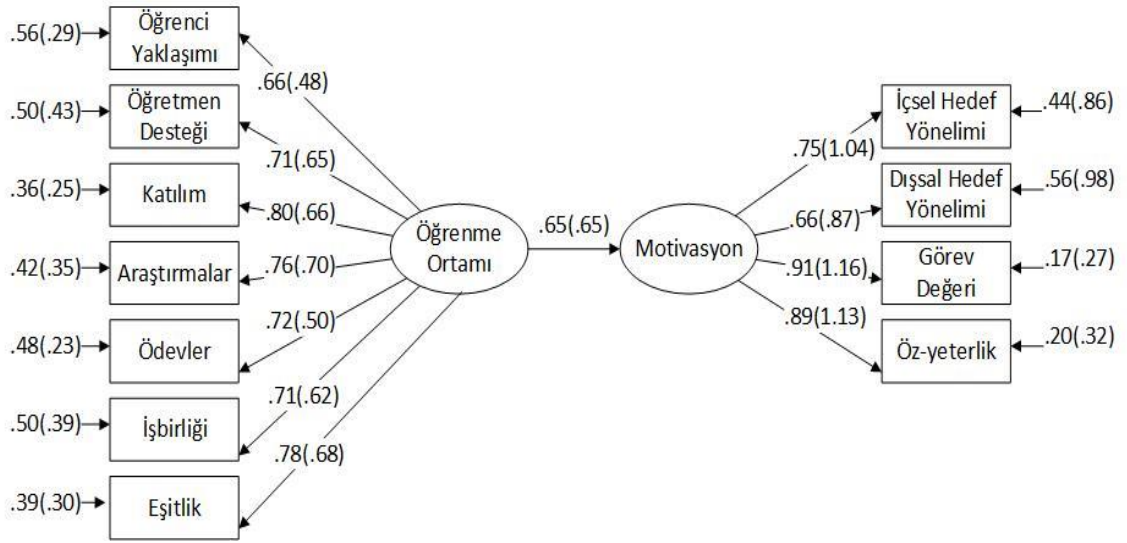 .56(.29)
Öğrenci
Yaklaşımı
.66(.48)
.50(.43)
Öğretmen
Desteği
.71(.65)
.36(.25)
Katılım
.80(.66)
.42(.35)
Araştırmalar
.76(.70)
.48(.23)
Ödevler
.72(.50)
.50(.39)
İşbirliği
.71(.62)
.39(.30)
Eşitlik
.78(.68)
Öğrenme
Ortamı
.65(.65)
Motivasyon
.75(1.04)
İçsel Hedef
Yönelimi
.44(.86)
.66(.87)
Dışsal Hedef
Yönelimi
.56(.98)
.91(1.16)
Görev
Değeri
.17(.27)
.89(1.13)
Öz-yeterlik
.20(.32)